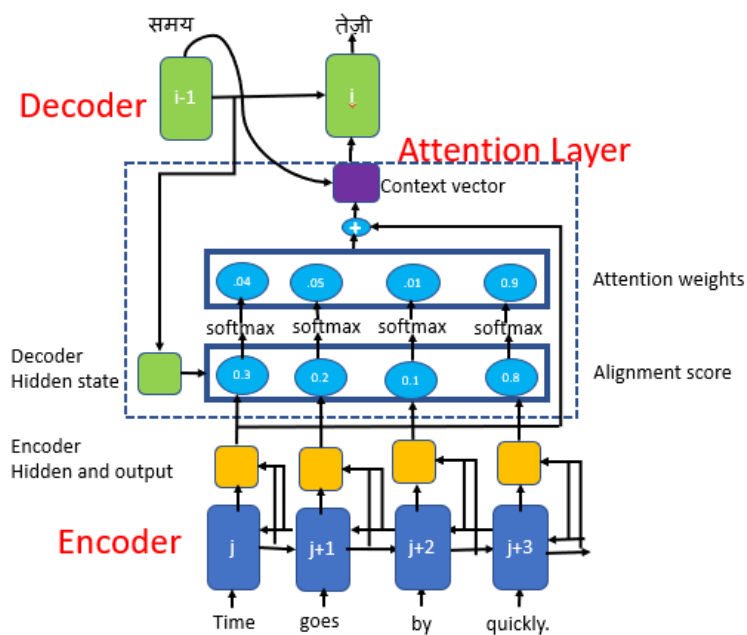 समय
तेज़ी
i-1
i
Decoder
Attention Layer
Context vector
+
.04
.05
.01
0.9
Attention weights
softmax
softmax
softmax
softmax
Decoder
Hidden state
0.3
0.2
0.1
0.8
Alignment score
Encoder
Hidden and output
Encoder
j
j+1
j+2
j+3
Time
goes
by
quickly.